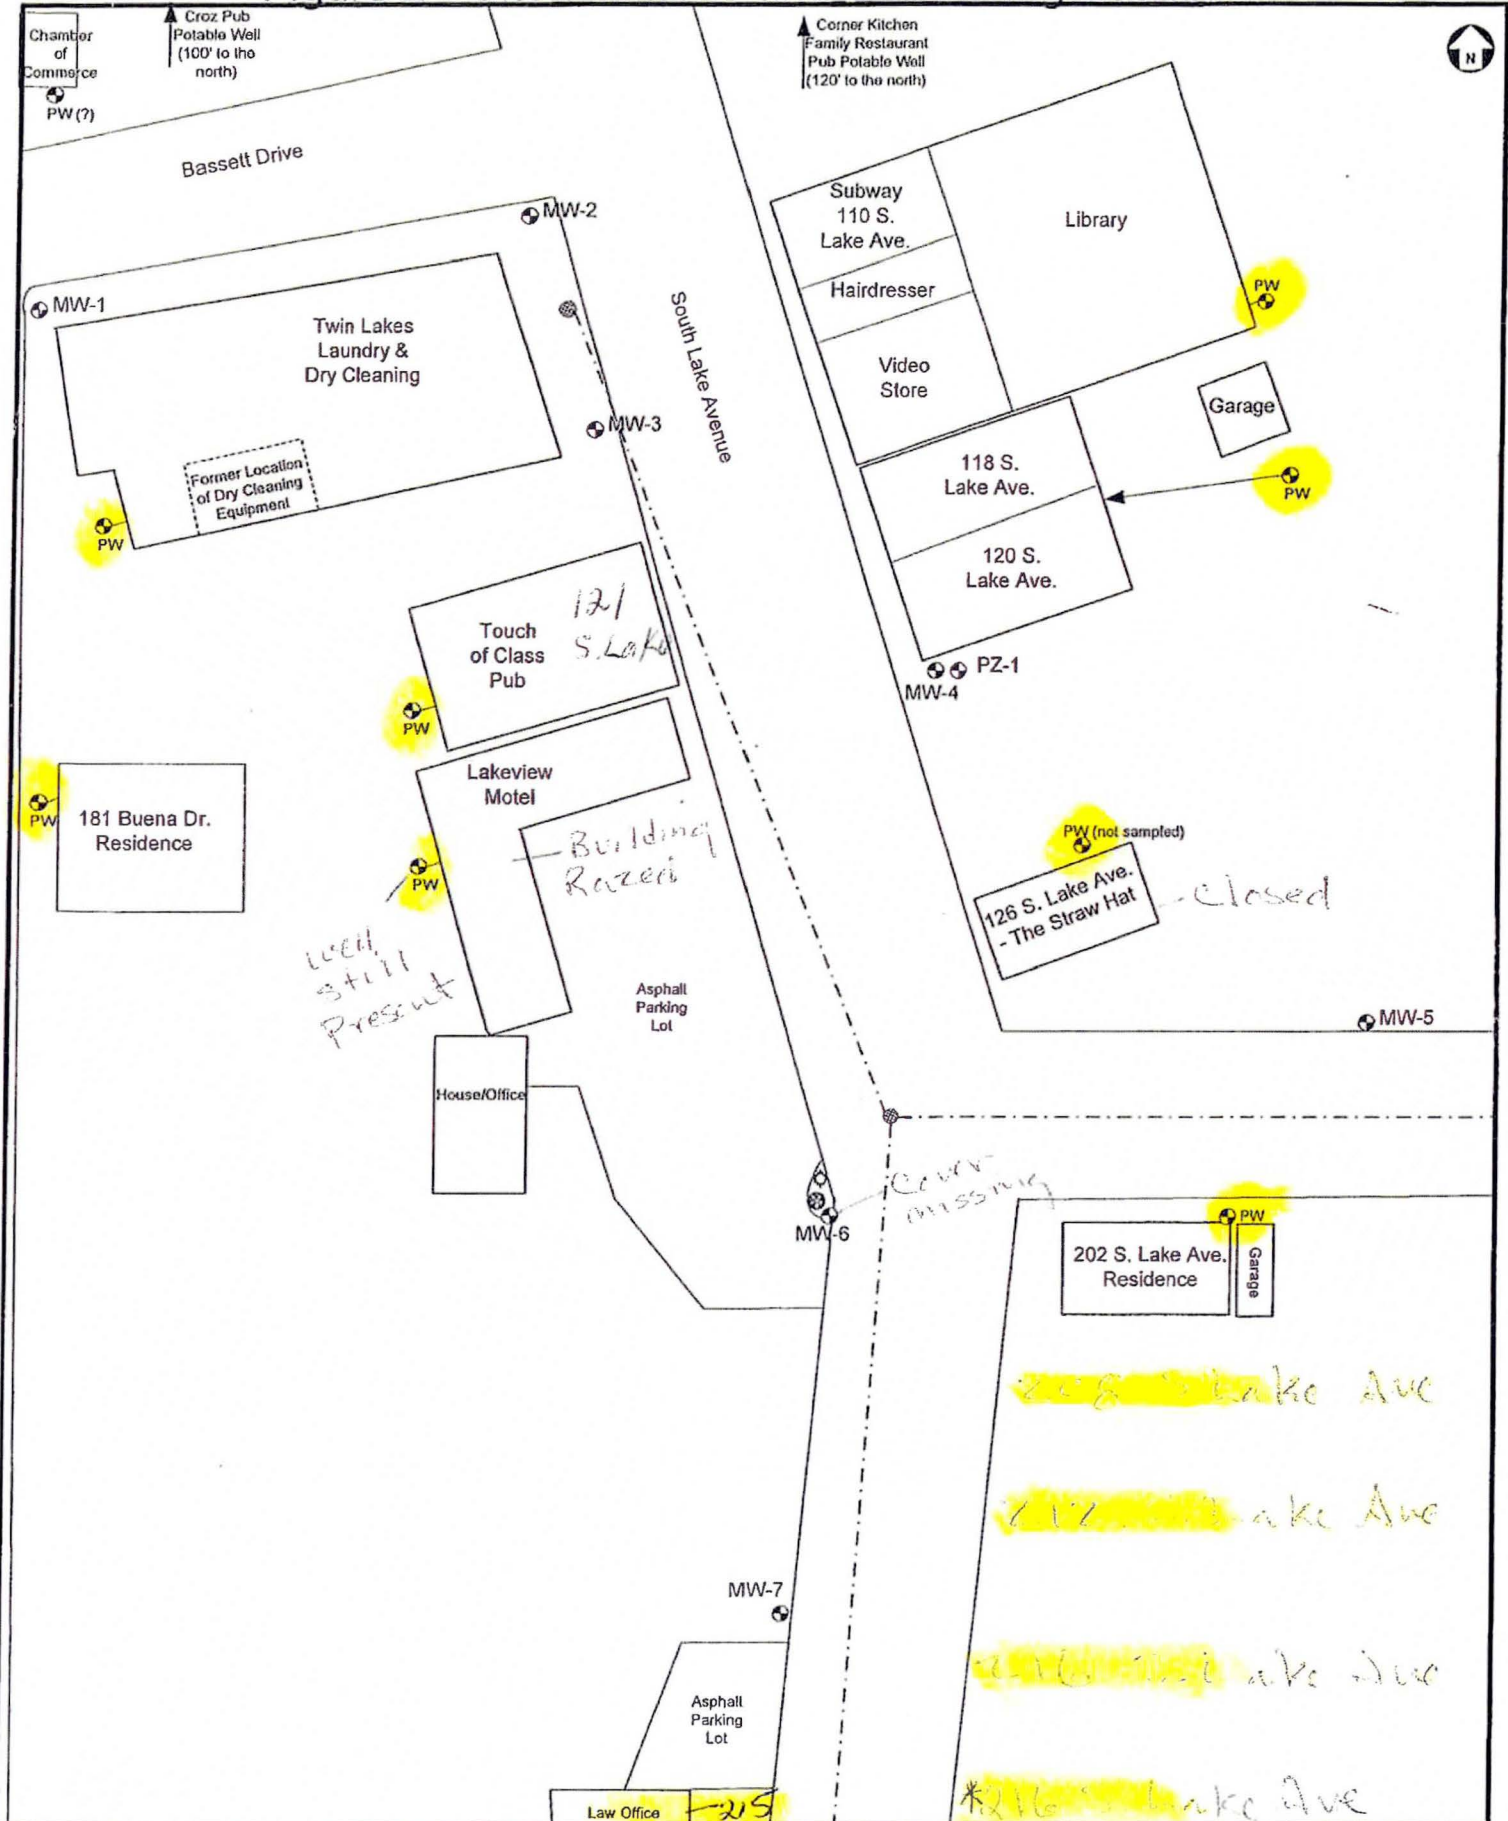 Chamber
of
Commerce
PW (?)
Croz Pub
Potable Well
(100' to the
north)
Corner Kitchen
Family Restaurant
Pub Potable Well
(120' to the north)
N
Bassett Drive
MW-2
MW-1
Twin Lakes
Laundry &
Dry Cleaning
Former Location
of Dry Cleaning
Equipment
PW
MW-3
South Lake Avenue
Subway
110 S.
Lake Ave.
Hairdresser
Video
Store
Library
PW
Garage
118 S.
Lake Ave.
PW
120 S.
Lake Ave.
Touch
of Class
Pub
121
S. Lake
PW
MW-4
PZ-1
181 Buena Dr.
Residence
PW
Lakeview
Motel
PW
Building
Razed
well
still
Present
PW (not sampled)
126 S. Lake Ave.
- The Straw Hat
Closed
Asphalt
Parking
Lot
MW-5
House/Office
Cover
missing
MW-6
PW
202 S. Lake Ave.
Residence
Garage
Lake Ave
Lake Ave
MW-7
Lake Ave
Asphalt
Parking
Lot
Law Office
215
Lake Ave